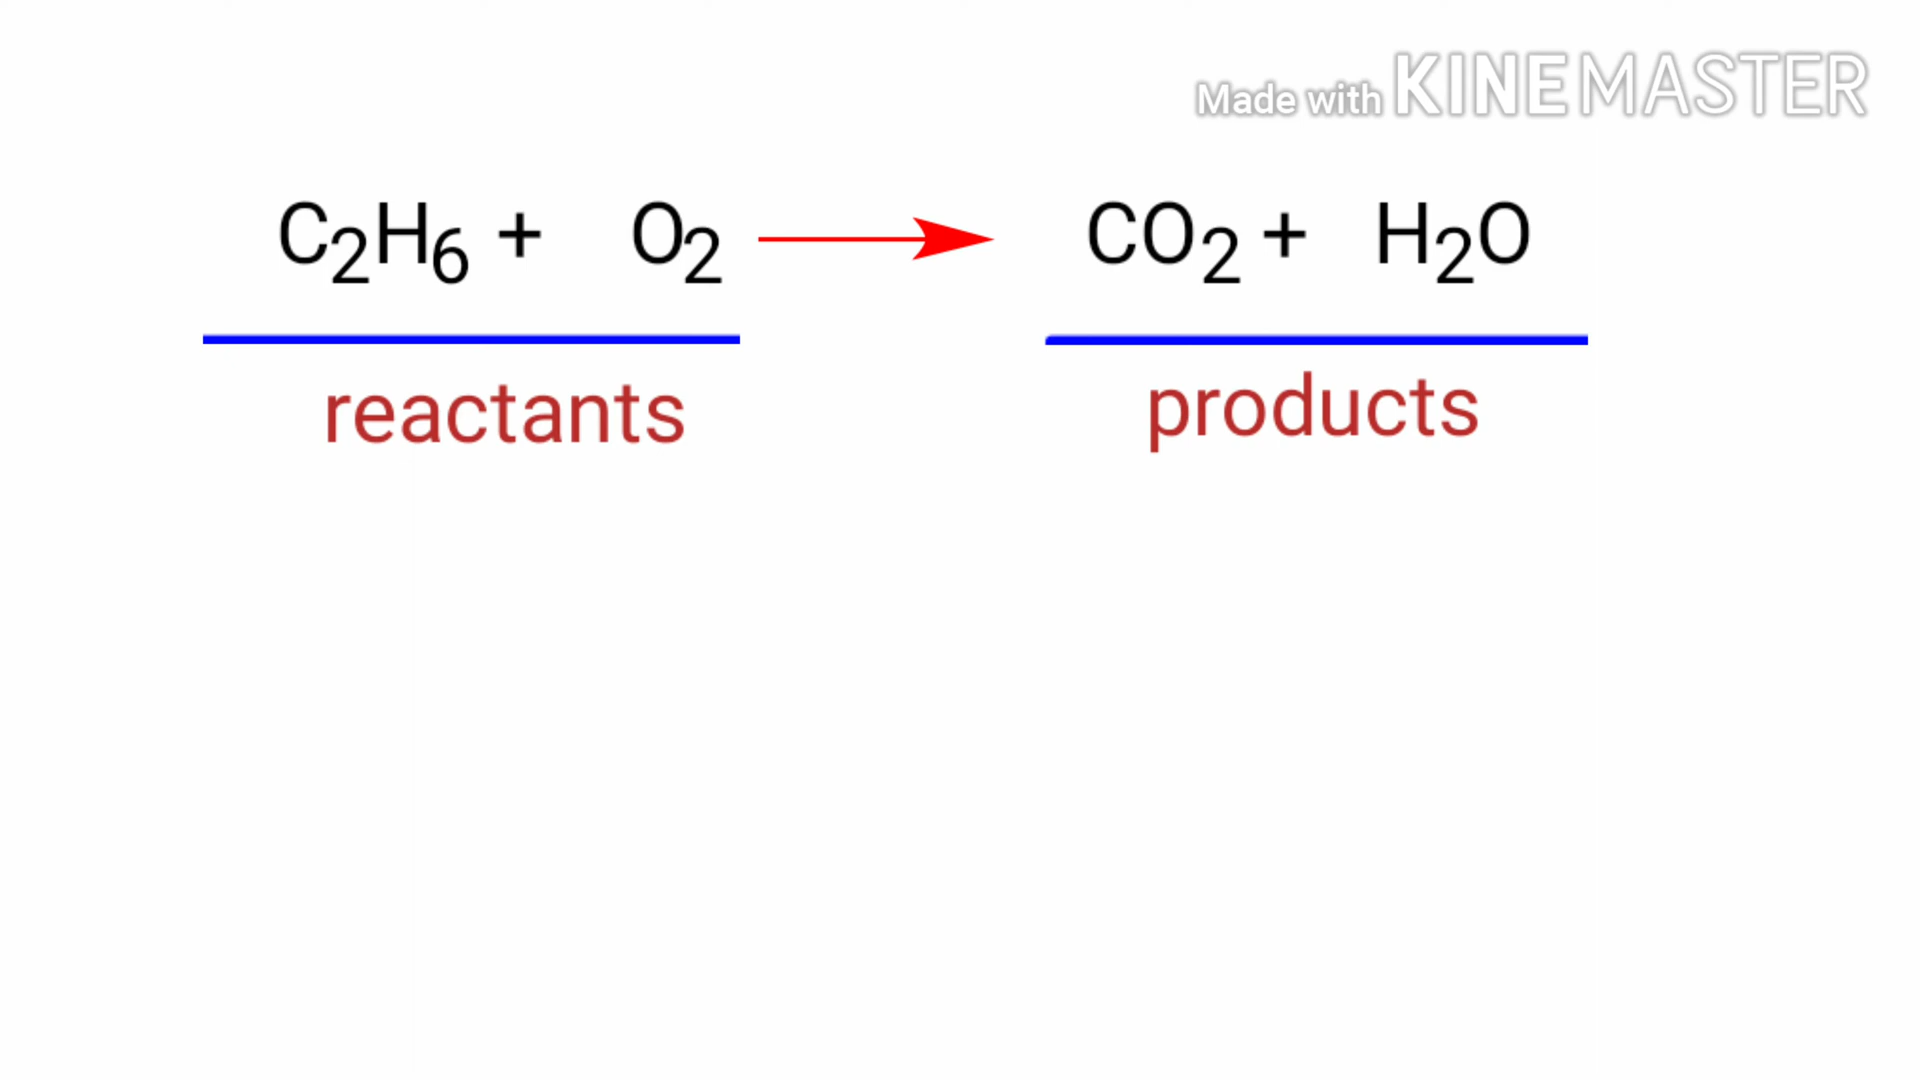 Made with KINEMASTER
C₂H₆ + O₂ → CO₂ + H₂O
reactants products